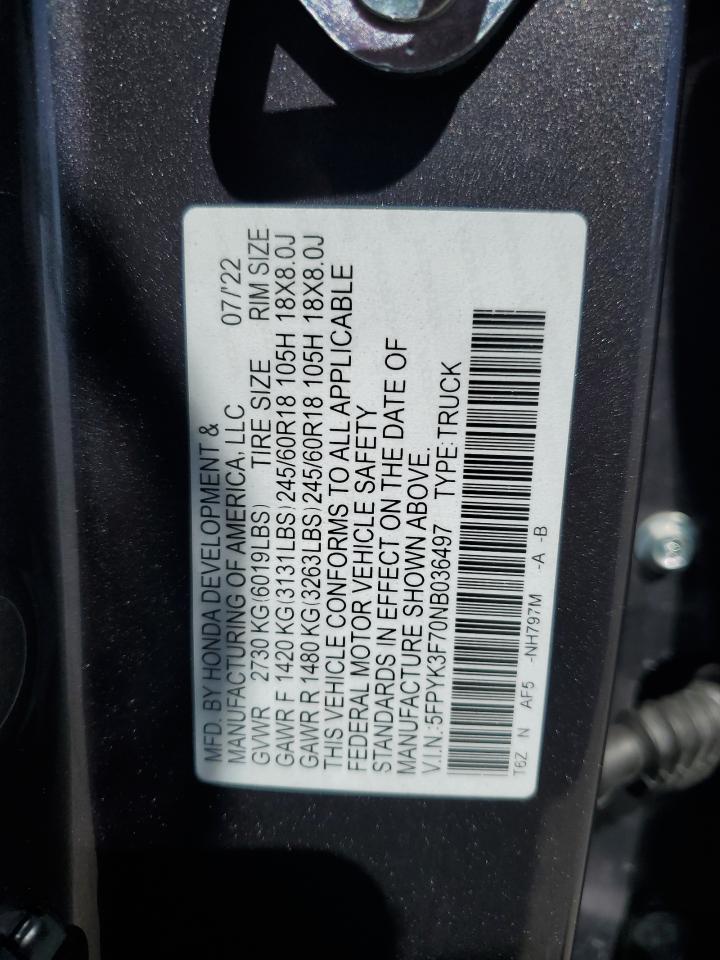 MFD. BY HONDA DEVELOPMENT &
MANUFACTURING OF AMERICA, LLC 07/'22
GVWR 2730 KG(6019LBS) TIRE SIZE RIM SIZE
GAWR F 1420 KG(3131LBS) 245/60R18 105H 18X8.0J
GAWR R 1480 KG(3263LBS) 245/60R18 105H 18X8.0J
THIS VEHICLE CONFORMS TO ALL APPLICABLE
FEDERAL MOTOR VEHICLE SAFETY
STANDARDS IN EFFECT ON THE DATE OF
MANUFACTURE SHOWN ABOVE.
V.I.N.:5FPYK3F70NB036497 TYPE:TRUCK
T6Z N AF5 -NH797M -A -B